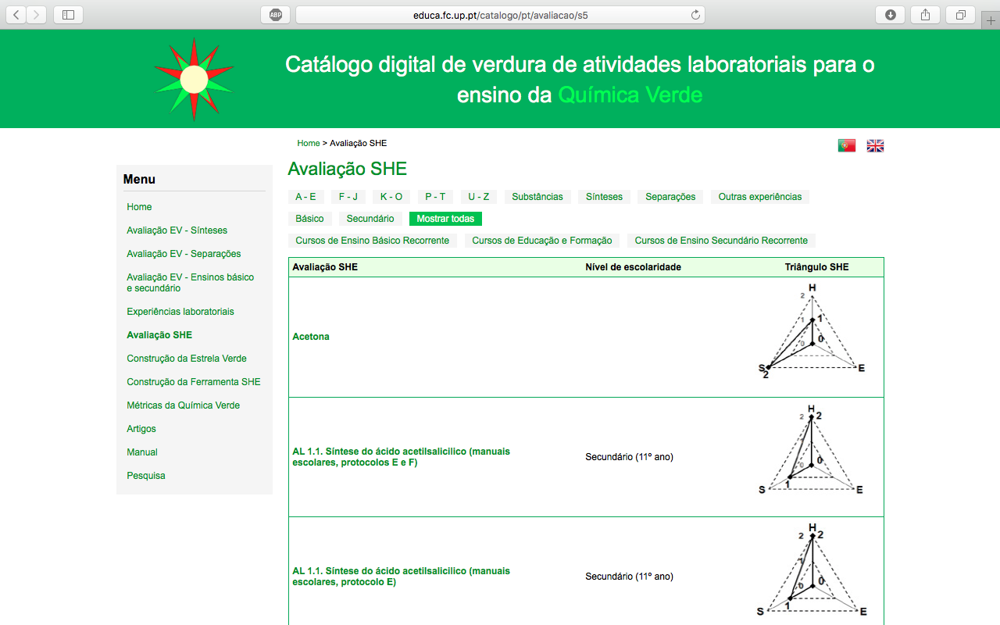 ABP
educa.fc.up.pt/catalogo/pt/avaliacao/s5
Catálogo digital de verdura de atividades laboratoriais para o
ensino da Química Verde
Home > Avaliação SHE
Menu
Home
Avaliação EV - Sínteses
Avaliação EV - Separações
Avaliação EV - Ensinos básico
e secundário
Experiências laboratoriais
Avaliação SHE
Construção da Estrela Verde
Construção da Ferramenta SHE
Métricas da Química Verde
Artigos
Manual
Pesquisa
Avaliação SHE
A - E F - J K - O P - T U - Z Substâncias Sínteses Separações Outras experiências
Básico Secundário Mostrar todas
Cursos de Ensino Básico Recorrente Cursos de Educação e Formação Cursos de Ensino Secundário Recorrente
Avaliação SHE Nível de escolaridade Triângulo SHE
H
2
1 1
Acetona
0 0
S E
2
H
2 2
AL 1.1. Síntese do ácido acetilsalicilico (manuais
escolares, protocolos E e F)
Secundário (11º ano)
0 0
1
S E
H
2 2
1
AL 1.1. Síntese do ácido acetilsalicilico (manuais
escolares, protocolo E)
Secundário (11º ano)
0 0
1
S E